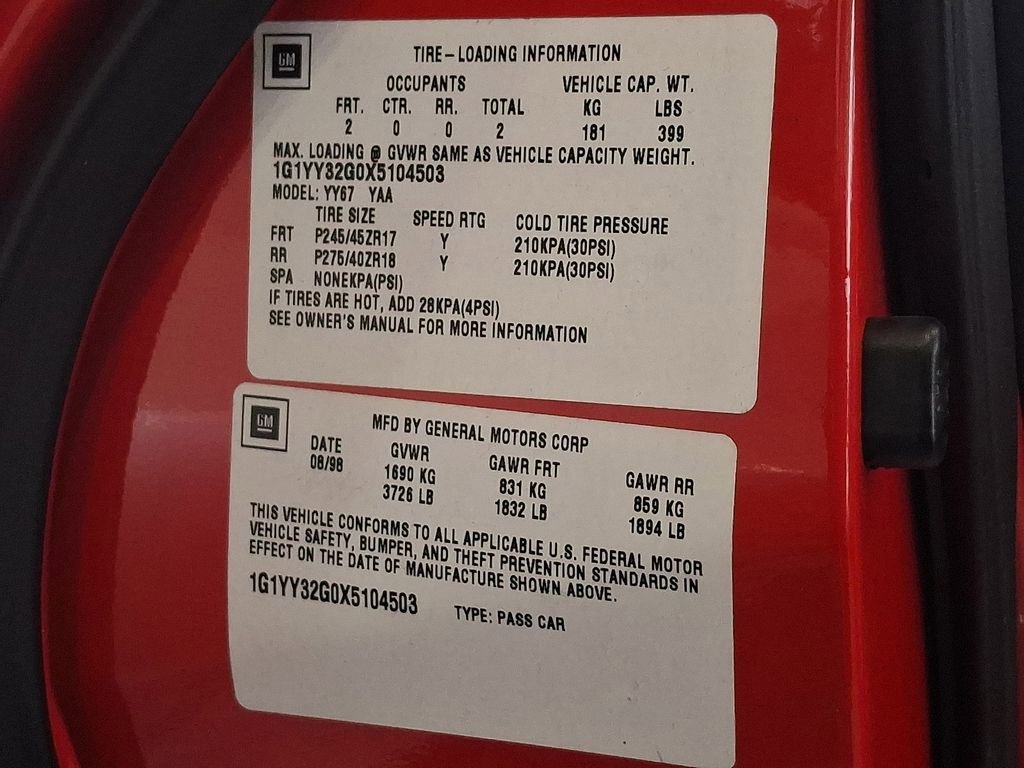 GM
TIRE-LOADING INFORMATION
OCCUPANTS VEHICLE CAP. WT.
FRT. CTR. RR. TOTAL KG LBS
2 0 0 2 181 399
MAX. LOADING @ GVWR SAME AS VEHICLE CAPACITY WEIGHT.
1G1YY32G0X5104503
MODEL: YY67 YAA
TIRE SIZE SPEED RTG COLD TIRE PRESSURE
FRT P245/45ZR17 Y 210KPA(30PSI)
RR P275/40ZR18 Y 210KPA(30PSI)
SPA NONEKPA(PSI)
IF TIRES ARE HOT, ADD 28KPA(4PSI)
SEE OWNER'S MANUAL FOR MORE INFORMATION
GM
MFD BY GENERAL MOTORS CORP
DATE GVWR GAWR FRT GAWR RR
08/98 1690 KG 831 KG 859 KG
3726 LB 1832 LB 1894 LB
THIS VEHICLE CONFORMS TO ALL APPLICABLE U.S. FEDERAL MOTOR
VEHICLE SAFETY, BUMPER, AND THEFT PREVENTION STANDARDS IN
EFFECT ON THE DATE OF MANUFACTURE SHOWN ABOVE.
1G1YY32G0X5104503 TYPE: PASS CAR